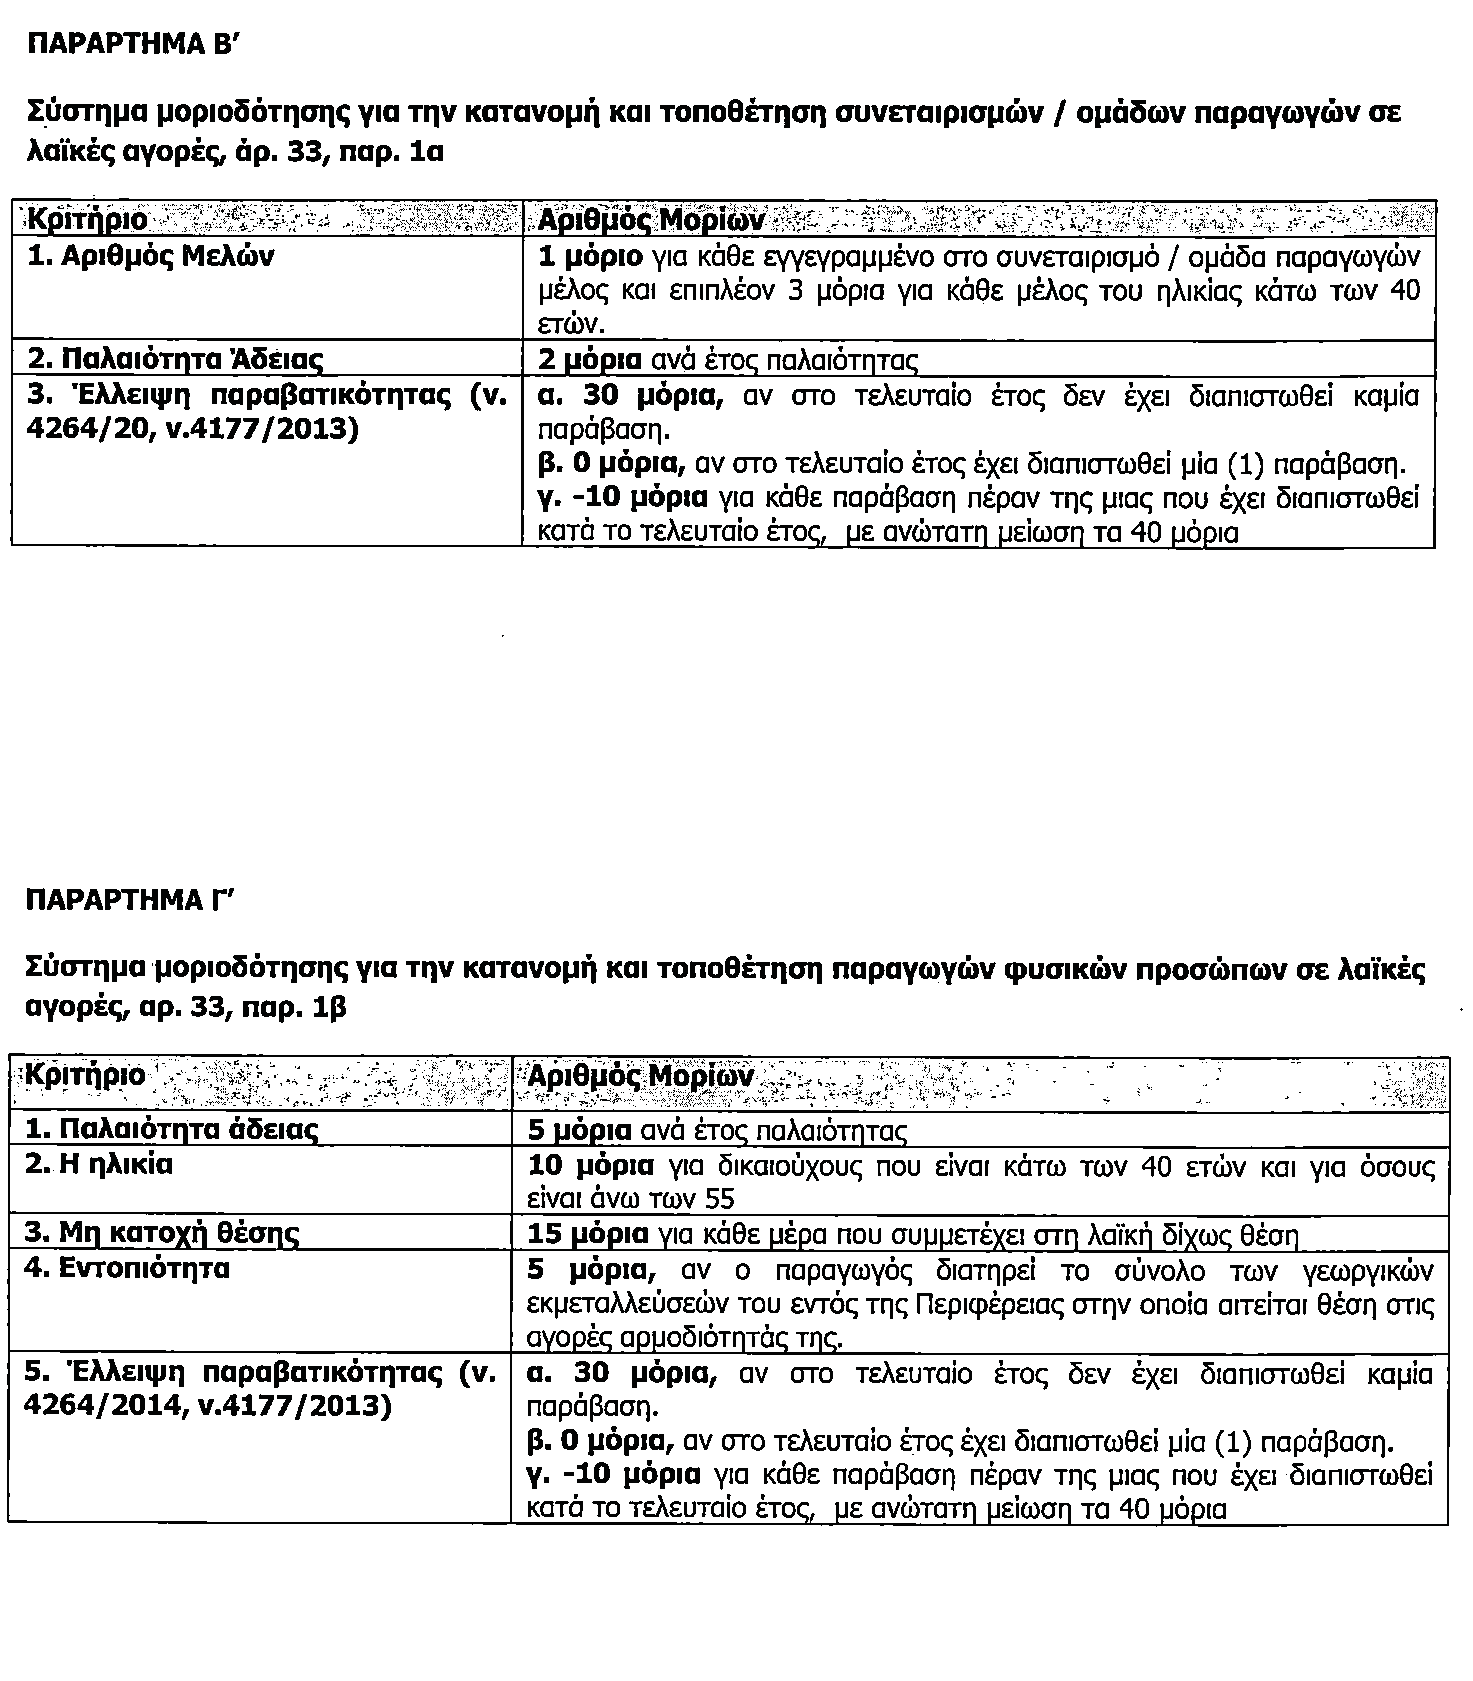 ΠΑΡΑΡΤΗΜΑ Β’
Σύστημα μοριοδότησης για την κατανομή και τοποθέτηση συνεταιρισμών / ομάδων παραγωγών σε
λαϊκές αγορές, άρ. 33, παρ. 1α
Κριτήριο Αριθμός Μορίων
1. Αριθμός Μελών 1 μόριο για κάθε εγγεγραμμένο στο συνεταιρισμό / ομάδα παραγωγών
μέλος και επιπλέον 3 μόρια για κάθε μέλος του ηλικίας κάτω των 40
ετών.
2. Παλαιότητα Άδειας 2 μόρια ανά έτος παλαιότητας
3. Έλλειψη παραβατικότητας (ν. α. 30 μόρια, αν στο τελευταίο έτος δεν έχει διαπιστωθεί καμία
4264/20, ν.4177/2013) παράβαση.
β. 0 μόρια, αν στο τελευταίο έτος έχει διαπιστωθεί μία (1) παράβαση.
γ. -10 μόρια για κάθε παράβαση πέραν της μιας που έχει διαπιστωθεί
κατά το τελευταίο έτος, με ανώτατη μείωση τα 40 μόρια
ΠΑΡΑΡΤΗΜΑ Γ’
Σύστημα μοριοδότησης για την κατανομή και τοποθέτηση παραγωγών φυσικών προσώπων σε λαϊκές
αγορές, αρ. 33, παρ. 1β
Κριτήριο Αριθμός Μορίων
1. Παλαιότητα άδειας 5 μόρια ανά έτος παλαιότητας
2. Η ηλικία 10 μόρια για δικαιούχους που είναι κάτω των 40 ετών και για όσους
είναι άνω των 55
3. Μη κατοχή θέσης 15 μόρια για κάθε μέρα που συμμετέχει στη λαϊκή δίχως θέση
4. Εντοπιότητα 5 μόρια, αν ο παραγωγός διατηρεί το σύνολο των γεωργικών
εκμεταλλεύσεών του εντός της Περιφέρειας στην οποία αιτείται θέση στις
αγορές αρμοδιότητάς της.
5. Έλλειψη παραβατικότητας (ν. α. 30 μόρια, αν στο τελευταίο έτος δεν έχει διαπιστωθεί καμία
4264/2014, ν.4177/2013) παράβαση.
β. 0 μόρια, αν στο τελευταίο έτος έχει διαπιστωθεί μία (1) παράβαση.
γ. -10 μόρια για κάθε παράβαση πέραν της μιας που έχει διαπιστωθεί
κατά το τελευταίο έτος, με ανώτατη μείωση τα 40 μόρια